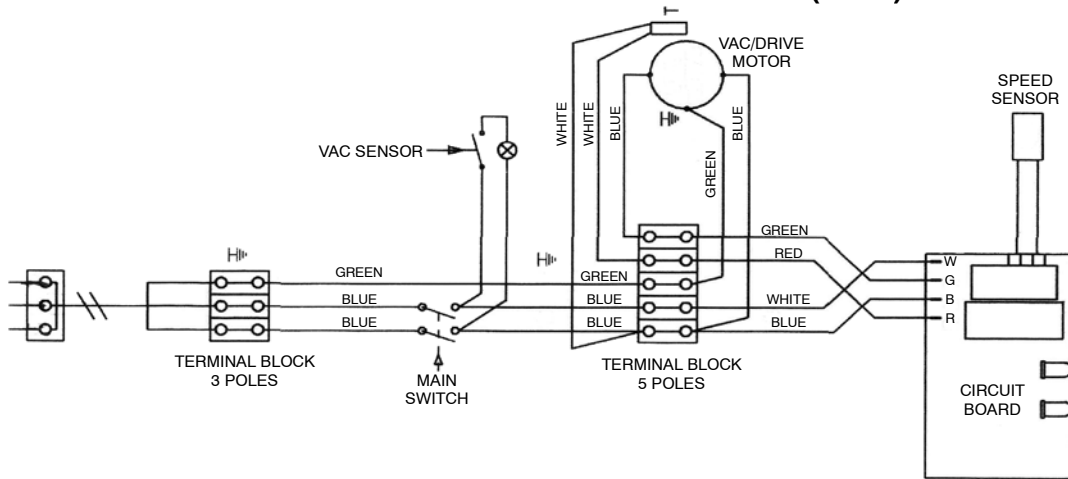 T
VAC/DRIVE
MOTOR
SPEED
SENSOR
WHITE
WHITE
BLUE
BLUE
GREEN
VAC SENSOR
GREEN
RED
WHITE
BLUE
W
G
B
R
GREEN
BLUE
BLUE
GREEN
BLUE
BLUE
TERMINAL BLOCK
3 POLES
MAIN
SWITCH
TERMINAL BLOCK
5 POLES
CIRCUIT
BOARD